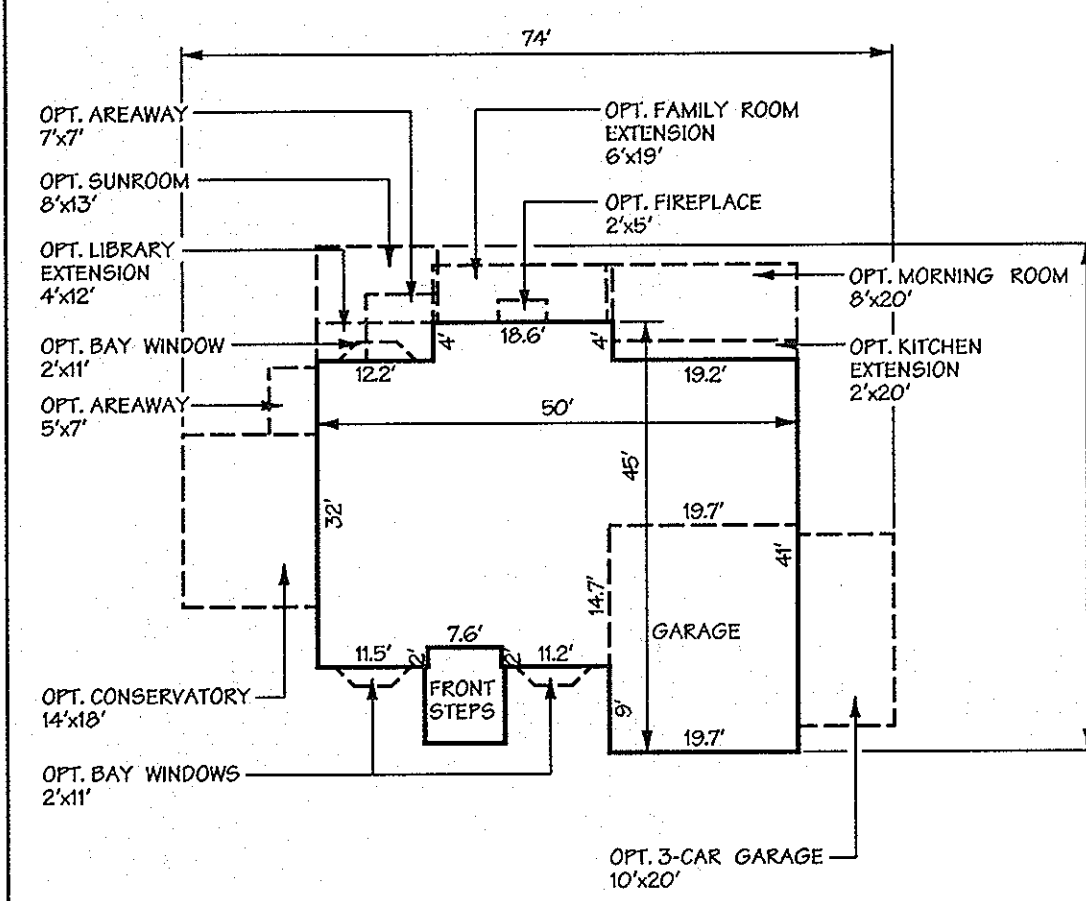 74'
OPT. AREAWAY
7'x7'
OPT. SUNROOM
8'x13'
OPT. LIBRARY
EXTENSION
4'x12'
OPT. BAY WINDOW
2'x11'
OPT. AREAWAY
5'x7'
OPT. FAMILY ROOM
EXTENSION
6'x19'
OPT. FIREPLACE
2'x5'
OPT. MORNING ROOM
8'x20'
OPT. KITCHEN
EXTENSION
2'x20'
4'
18.6'
4'
12.2'
19.2'
50'
45'
32'
19.7'
41'
14.7'
GARAGE
7.6'
11.5'
2'
2'
11.2'
FRONT
STEPS
9'
19.7'
OPT. CONSERVATORY
14'x18'
OPT. BAY WINDOWS
2'x11'
OPT. 3-CAR GARAGE
10'x20'